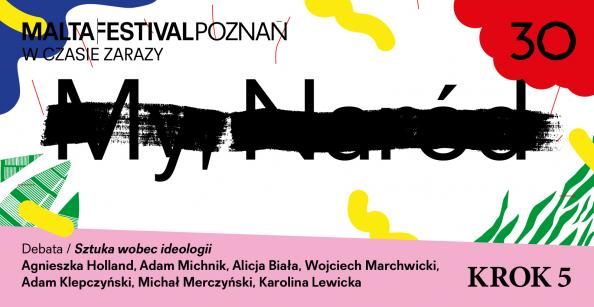 MALTAFESTIVALPOZNAŃ
W CZASIE ZARAZY
30
My, Naród
Debata / Sztuka wobec ideologii
Agnieszka Holland, Adam Michnik, Alicja Biała, Wojciech Marchwicki,
Adam Klepczyński, Michał Merczyński, Karolina Lewicka
KROK 5